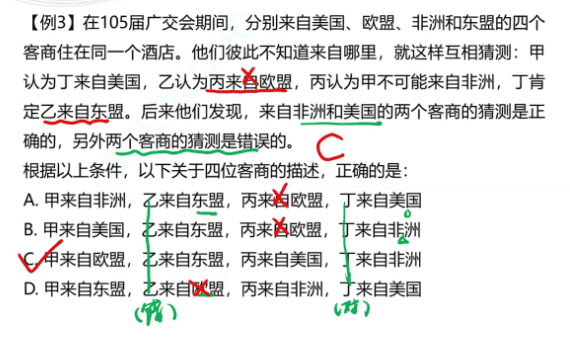 【例3】在105届广交会期间，分别来自美国、欧盟、非洲和东盟的四个
客商住在同一个酒店。他们彼此不知道来自哪里，就这样互相猜测：甲
认为丁来自美国，乙认为丙来自欧盟，丙认为甲不可能来自非洲，丁肯
定乙来自东盟。后来他们发现，来自非洲和美国的两个客商的猜测是正
确的，另外两个客商的猜测是错误的。
C
根据以上条件，以下关于四位客商的描述，正确的是：
A. 甲来自非洲，乙来自东盟，丙来自欧盟，丁来自美国
B. 甲来自美国，乙来自东盟，丙来自欧盟，丁来自非洲
C. 甲来自欧盟，乙来自东盟，丙来自美国，丁来自非洲
D. 甲来自东盟，乙来自欧盟，丙来自非洲，丁来自美国